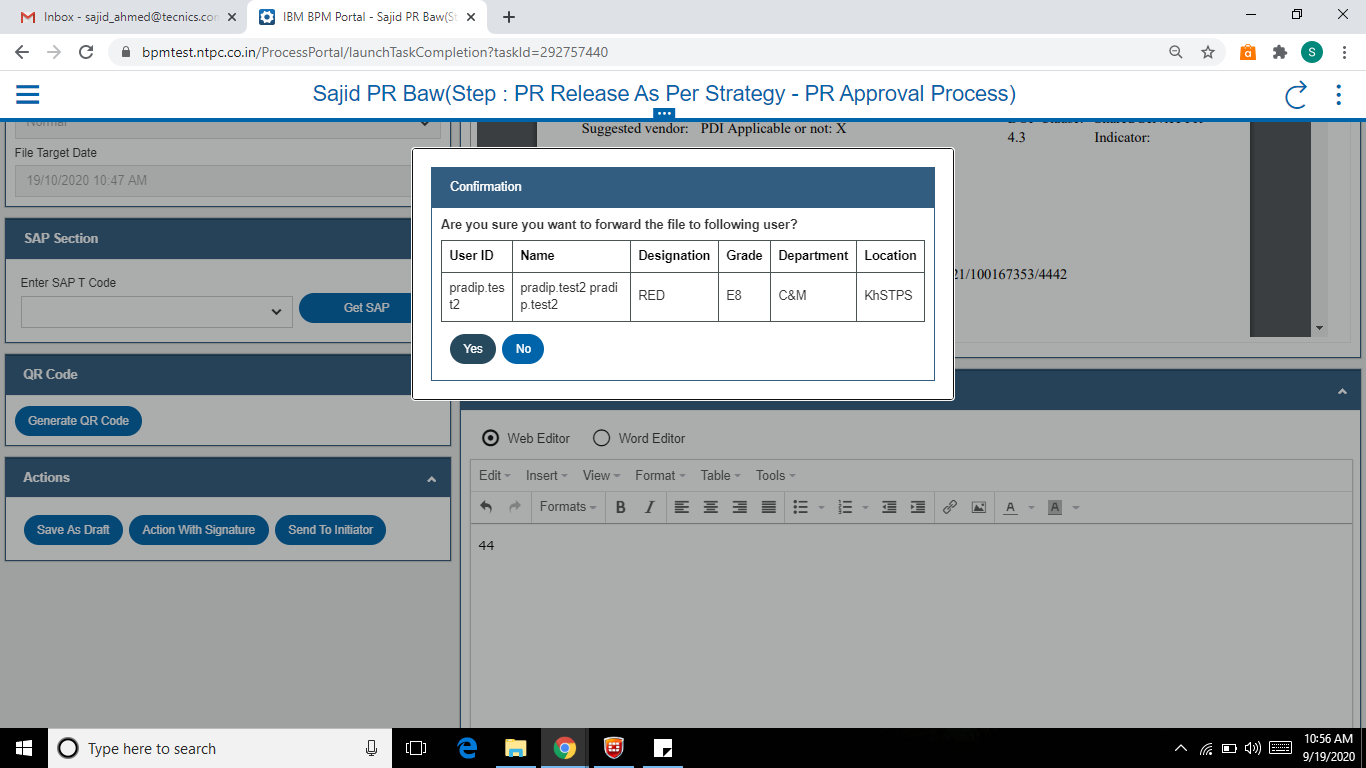 Inbox - sajid_ahmed@tecnics.con
IBM BPM Portal - Sajid PR Baw(St
bpmtest.ntpc.co.in/ProcessPortal/launchTaskCompletion?taskId=292757440
S
Sajid PR Baw(Step : PR Release As Per Strategy - PR Approval Process)
Normal
File Target Date
19/10/2020 10:47 AM
Suggested vendor: PDI Applicable or not: X
4.3
Indicator:
SAP Section
Enter SAP T Code
Get SAP
QR Code
Generate QR Code
Actions
Save As Draft
Action With Signature
Send To Initiator
Confirmation
Are you sure you want to forward the file to following user?
User ID Name Designation Grade Department Location
pradip.tes pradip.test2 pradi RED E8 C&M KhSTPS
t2 p.test2
Yes No
21/100167353/4442
Web Editor Word Editor
Edit Insert View Format Table Tools
Formats B I A A
44
Type here to search
10:56 AM
9/19/2020